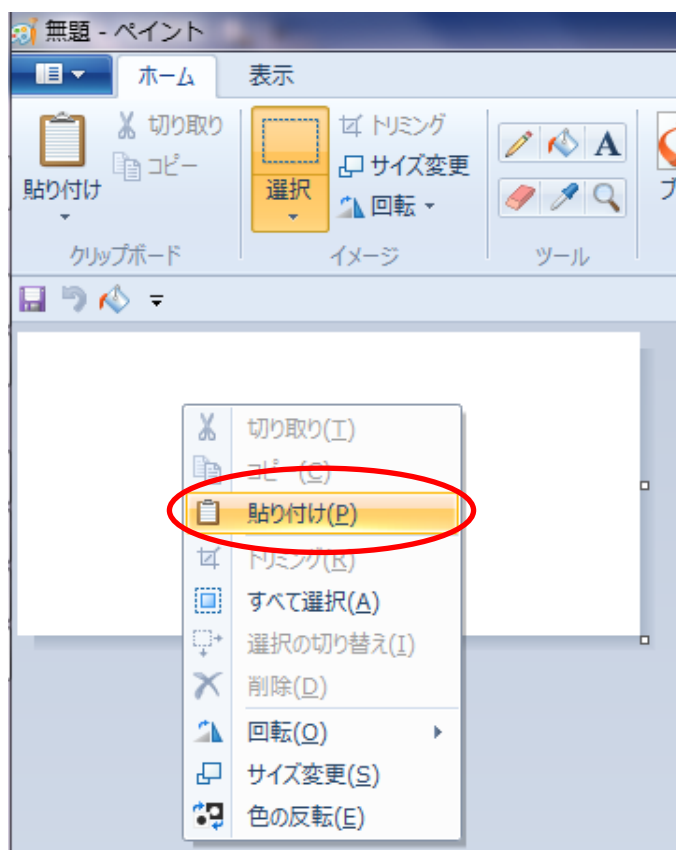 無題 - ペイント
ホーム 表示
切り取り
コピー
貼り付け
クリップボード
選択
トリミング
サイズ変更
回転
イメージ
A
ツール
ブ
切り取り(T)
コピー(C)
貼り付け(P)
トリミング(R)
すべて選択(A)
選択の切り替え(I)
削除(D)
回転(O)
サイズ変更(S)
色の反転(E)